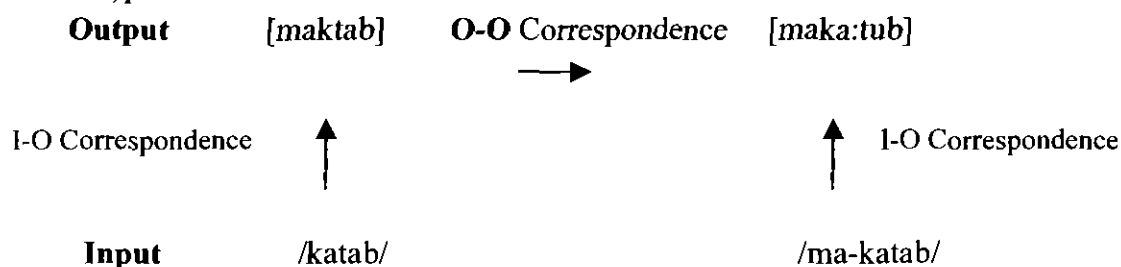 Output [maktab] O-O Correspondence [maka:tub]
I-O Correspondence I-O Correspondence
Input /katab/ /ma-katab/